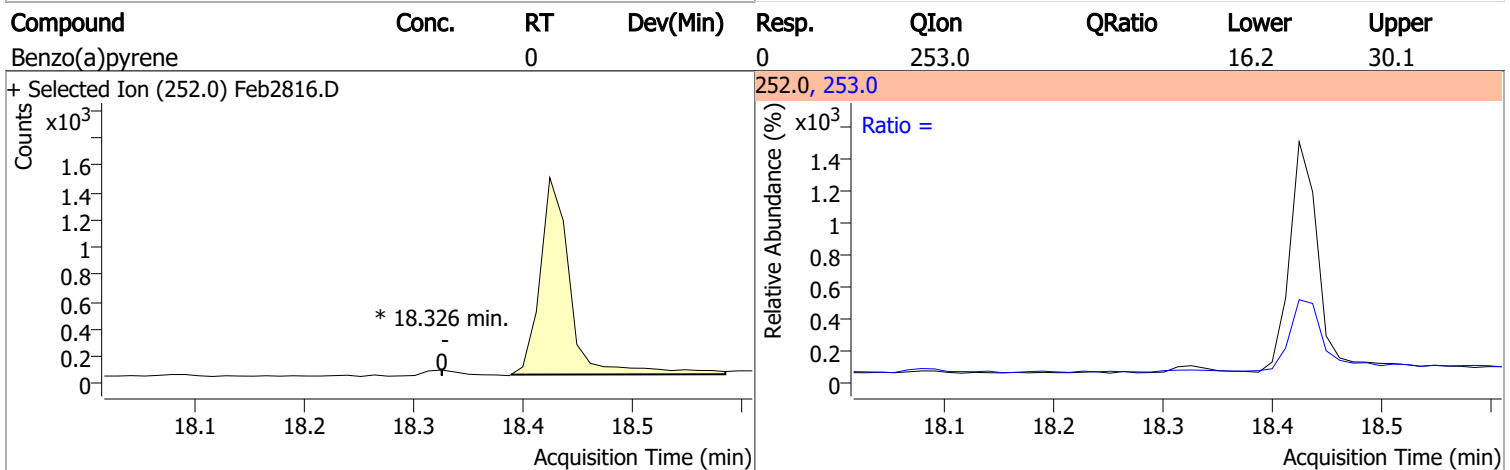 Compound Conc. RT Dev(Min) Resp. QIon QRatio Lower Upper
Benzo(a)pyrene 0 0 253.0 16.2 30.1
+ Selected Ion (252.0) Feb2816.D
Counts
x10³
1.6
1.4
1.2
1
0.8
0.6
0.4
0.2
0
* 18.326 min.
-
0
18.1 18.2 18.3 18.4 18.5
Acquisition Time (min)
252.0, 253.0
Relative Abundance (%)
x10³
Ratio =
1.4
1.2
1
0.8
0.6
0.4
0.2
0
18.1 18.2 18.3 18.4 18.5
Acquisition Time (min)